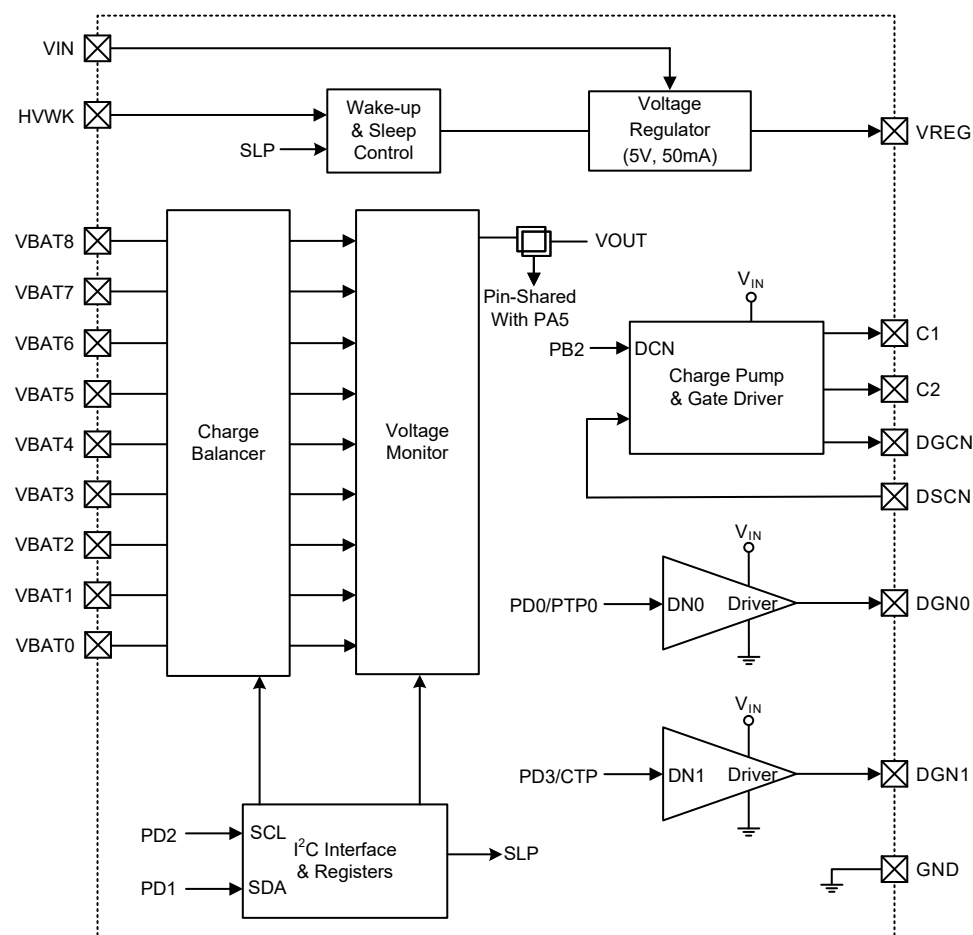 VIN
HVWK
SLP
Wake-up
& Sleep
Control
Voltage
Regulator
(5V, 50mA)
VREG
VBAT8
VBAT7
VBAT6
VBAT5
VBAT4
VBAT3
VBAT2
VBAT1
VBAT0
Charge
Balancer
Voltage
Monitor
VOUT
Pin-Shared
With PA5
VIN
PB2
DCN
Charge Pump
& Gate Driver
C1
C2
DGCN
DSCN
VIN
PD0/PTP0
DN0
Driver
DGN0
VIN
PD3/CTP
DN1
Driver
DGN1
PD2
SCL
PD1
SDA
I²C Interface
& Registers
SLP
GND